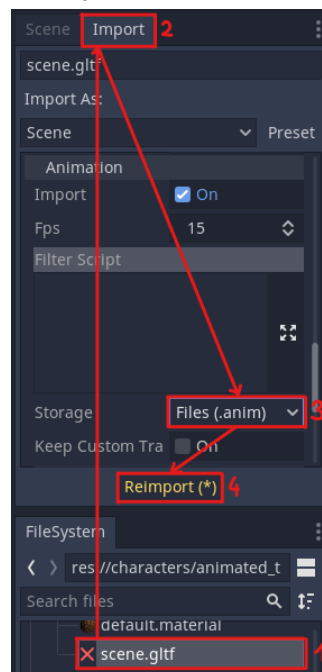 Scene Import 2
scene.gltf
Import As:
Scene Preset
Animation
Import On
Fps 15
Filter Script
Storage Files (.anim) 3
Keep Custom Tra On
Reimport (*) 4
FileSystem
res://characters/animated_t
Search files
default.material
scene.gltf 1